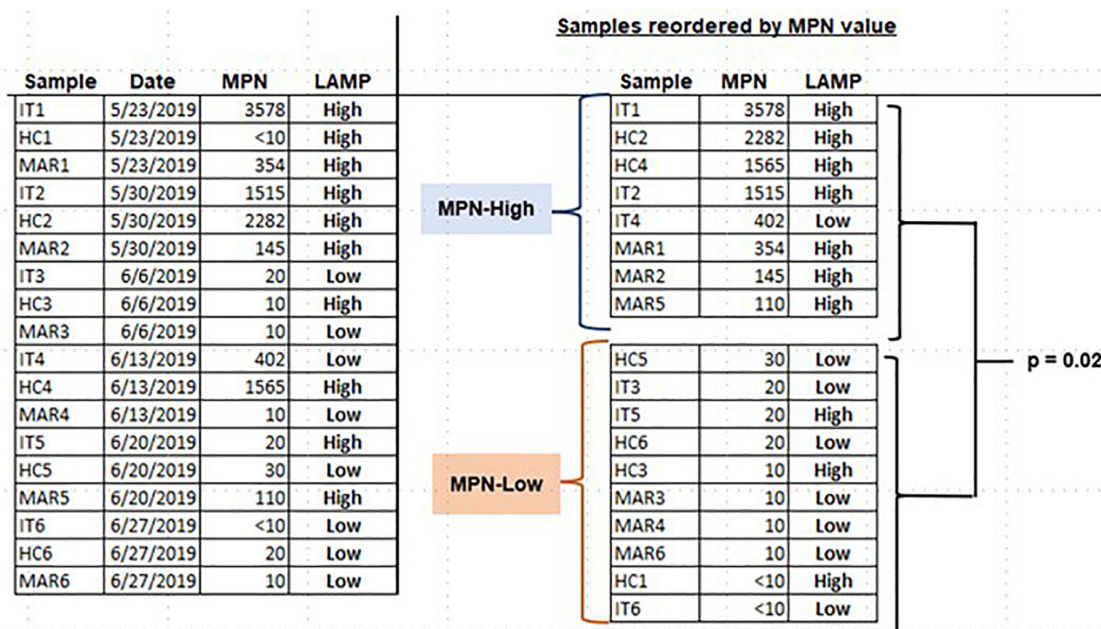 Samples reordered by MPN value
Sample Date MPN LAMP
IT1 5/23/2019 3578 High
HC1 5/23/2019 <10 High
MAR1 5/23/2019 354 High
IT2 5/30/2019 1515 High
HC2 5/30/2019 2282 High
MAR2 5/30/2019 145 High
IT3 6/6/2019 20 Low
HC3 6/6/2019 10 High
MAR3 6/6/2019 10 Low
IT4 6/13/2019 402 Low
HC4 6/13/2019 1565 High
MAR4 6/13/2019 10 Low
IT5 6/20/2019 20 High
HC5 6/20/2019 30 Low
MAR5 6/20/2019 110 High
IT6 6/27/2019 <10 Low
HC6 6/27/2019 20 Low
MAR6 6/27/2019 10 Low
MPN-High
MPN-Low
Sample MPN LAMP
IT1 3578 High
HC2 2282 High
HC4 1565 High
IT2 1515 High
IT4 402 Low
MAR1 354 High
MAR2 145 High
MAR5 110 High
HC5 30 Low
IT3 20 Low
IT5 20 High
HC6 20 Low
HC3 10 High
MAR3 10 Low
MAR4 10 Low
MAR6 10 Low
HC1 <10 High
IT6 <10 Low
p = 0.02